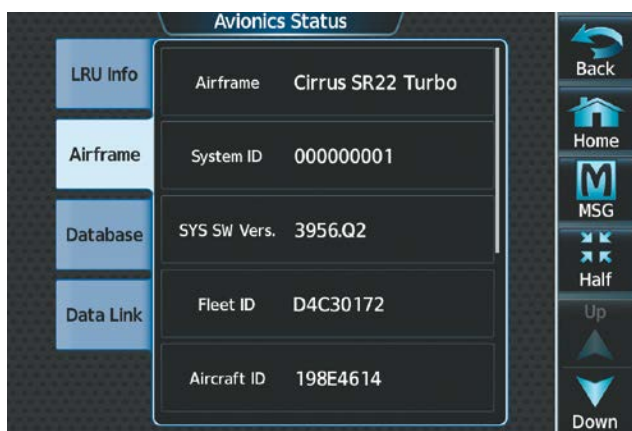 Avionics Status
LRU Info
Airframe
Database
Data Link
Airframe Cirrus SR22 Turbo
System ID 000000001
SYS SW Vers. 3956.Q2
Fleet ID D4C30172
Aircraft ID 198E4614
Back
Home
MSG
Half
Up
Down